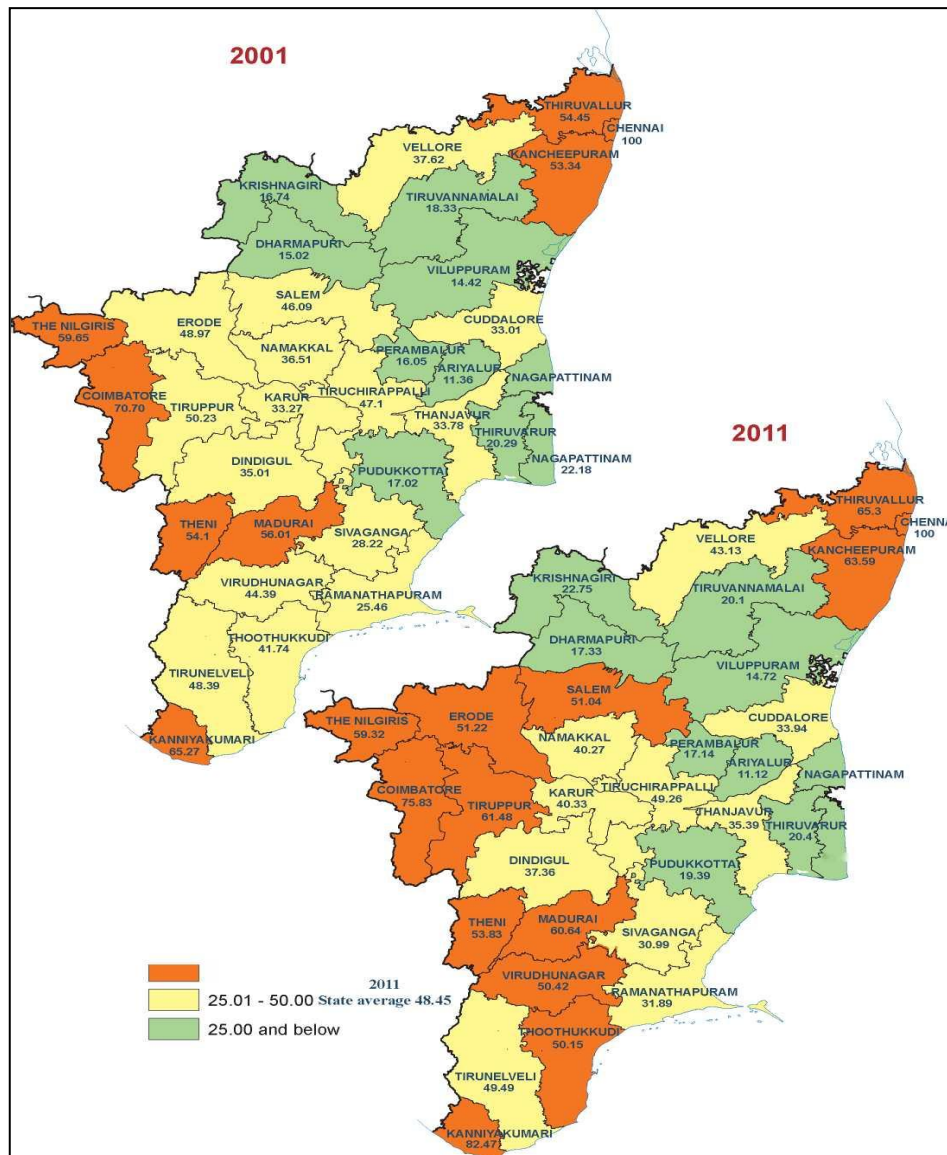 2001
THIRUVALLUR
54.45
CHENNAI
100
VELLORE
37.62
KANCHEEPURAM
53.34
KRISHNAGIRI
16.74
TIRUVANNAMALAI
18.33
DHARMAPURI
15.02
VILUPPURAM
14.42
SALEM
46.09
THE NILGIRIS
59.65
ERODE
48.97
CUDDALORE
33.01
NAMAKKAL
36.51
PERAMBALUR
16.05
ARIYALUR
11.36
NAGAPATTINAM
COIMBATORE
70.70
TIRUPPUR
50.23
KARUR
33.27
TIRUCHIRAPPALLI
47.1
THANJAVUR
33.78
THIRUVARUR
20.29
NAGAPATTINAM
22.18
DINDIGUL
35.01
PUDUKKOTTAI
17.02
THENI
54.1
MADURAI
56.01
SIVAGANGA
28.22
VIRUDHUNAGAR
44.39
RAMANATHAPURAM
25.46
THOOTHUKKUDI
41.74
TIRUNELVELI
48.39
KANNIYAKUMARI
65.27
2011
THIRUVALLUR
65.3
CHENNA
100
VELLORE
43.13
KANCHEEPURAM
63.59
KRISHNAGIRI
22.75
TIRUVANNAMALAI
20.1
DHARMAPURI
17.33
VILUPPURAM
14.72
SALEM
51.04
THE NILGIRIS
59.32
ERODE
51.22
CUDDALORE
33.94
NAMAKKAL
40.27
PERAMBALUR
17.14
ARIYALUR
11.12
NAGAPATTINAM
COIMBATORE
75.83
TIRUPPUR
61.48
KARUR
40.33
TIRUCHIRAPPALLI
49.26
THANJAVUR
35.39
THIRUVARUR
20.4
DINDIGUL
37.36
PUDUKKOTTAI
19.39
THENI
53.83
MADURAI
60.64
SIVAGANGA
30.99
VIRUDHUNAGAR
50.42
RAMANATHAPURAM
31.89
THOOTHUKKUDI
50.15
TIRUNELVELI
49.49
KANNIYAKUMARI
82.47
2011
25.01 - 50.00 State average 48.45
25.00 and below